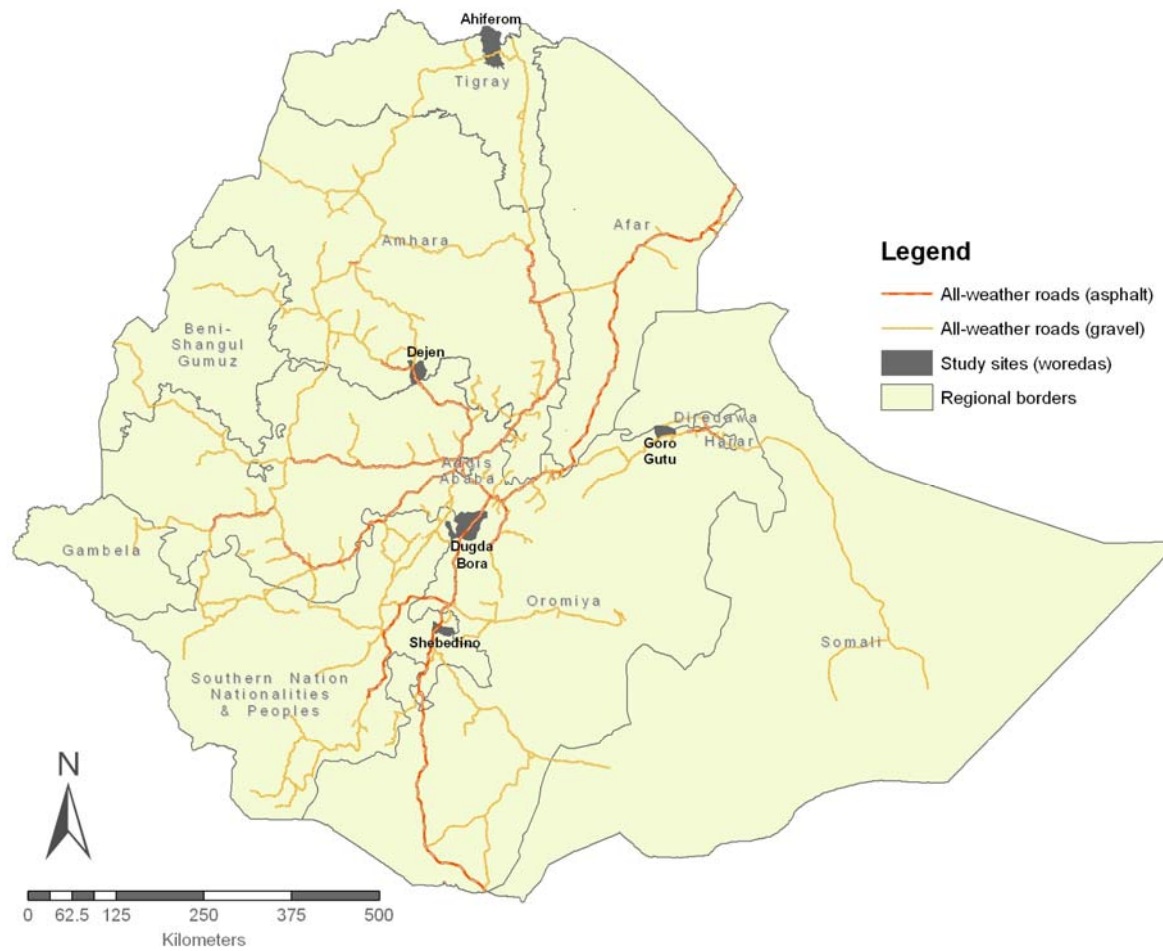 Ahiferom
Tigray
Afar
Amhara
Legend
All-weather roads (asphalt)
All-weather roads (gravel)
Study sites (woredas)
Regional borders
Beni-
Shangul
Gumuz
Dejen
Diredawa
Harar
Goro
Gutu
Addis
Ababa
Gambela
Dugda
Bora
Oromiya
Shebedino
Somali
Southern Nation
Nationalities
& Peoples
N
0 62.5 125 250 375 500
Kilometers